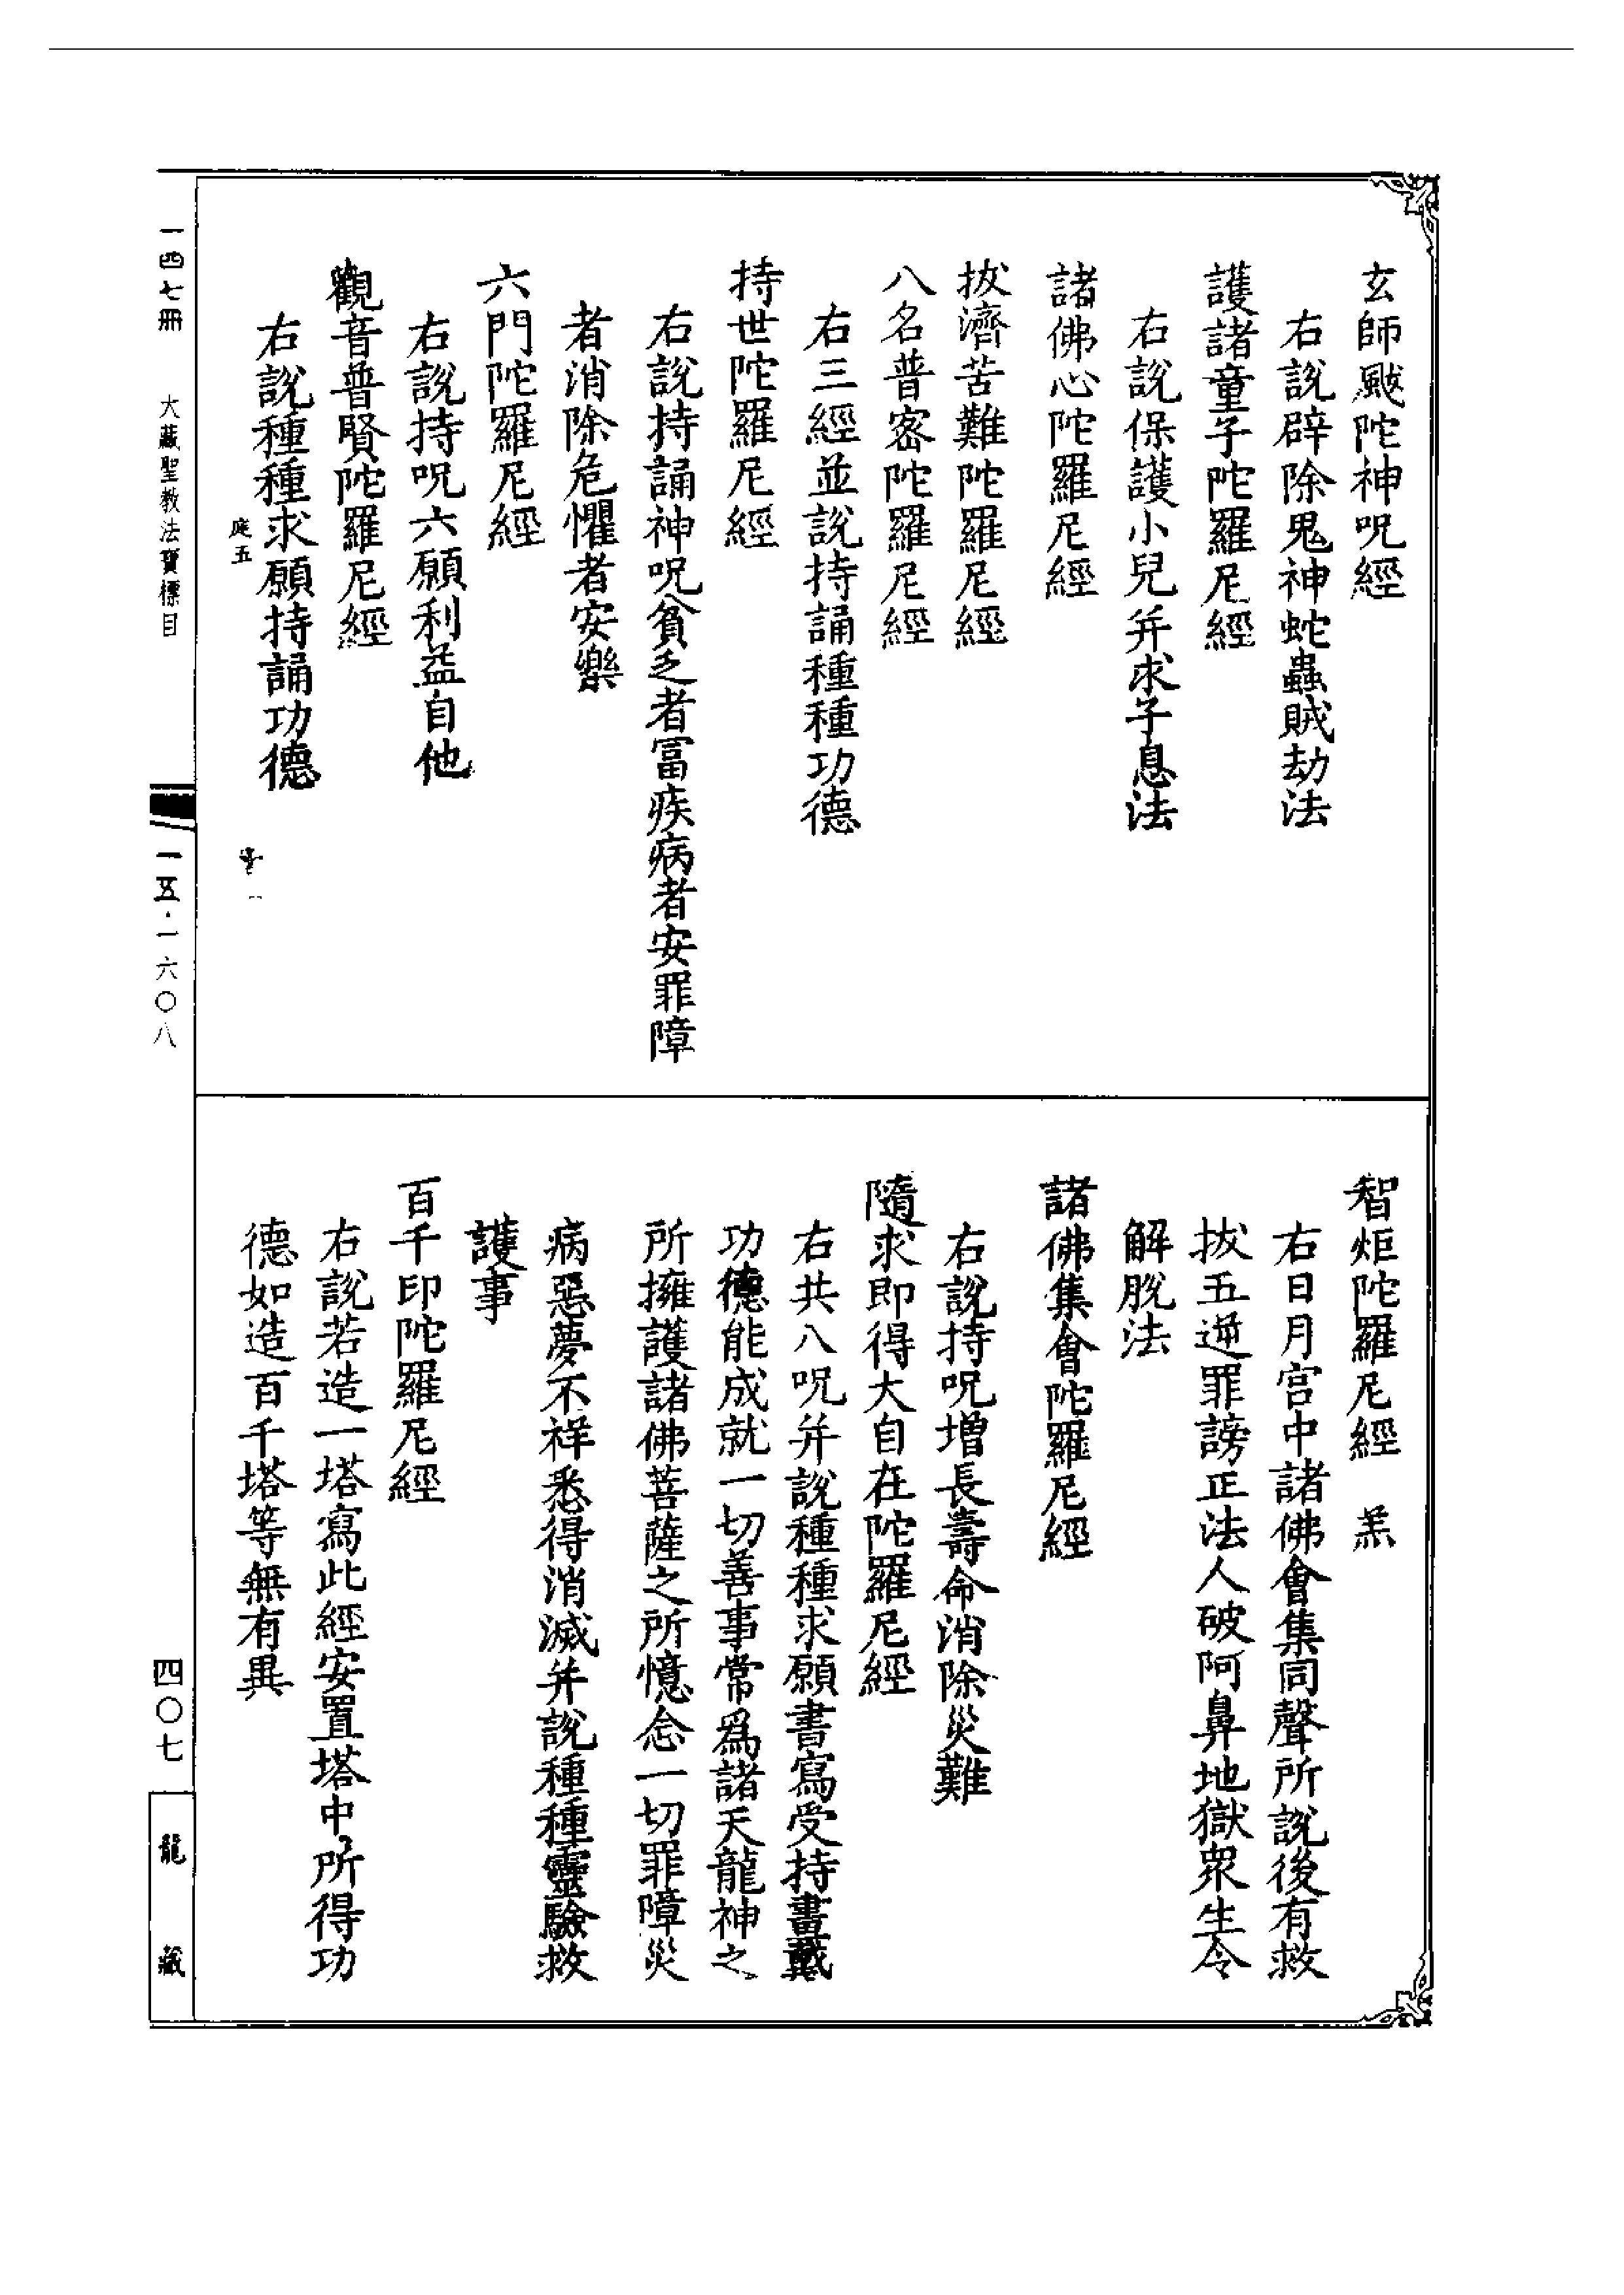 玄師颰陀神呪經
右說辟除鬼神蛇蟲賊劫法
護諸童子陀羅尼經
右說保護小兒并求子息法
諸佛心陀羅尼經
拔濟苦難陀羅尼經
八名普密陀羅尼經
右三經並說持誦種種功德
持世陀羅尼經
右說持誦神呪貧乏者富疾病者安罪障
者消除危懼者安樂
六門陀羅尼經
右說持呪六願利益自他
觀音普賢陀羅尼經
右說種種求願持誦功德
庭五
智炬陀羅尼經 羔
右日月宮中諸佛會集同聲所說後有救
拔五逆罪謗正法人破阿鼻地獄衆生令
解脫法
諸佛集會陀羅尼經
右說持呪增長壽命消除災難
隨求即得大自在陀羅尼經
右共八呪并說種種求願書寫受持書戴
功德能成就一切善事常爲諸天龍神之
所擁護諸佛菩薩之所憶念一切罪障災
病惡夢不祥悉得消滅并說種種靈驗救
護事
百千印陀羅尼經
右說若造一塔寫此經安置塔中所得功
德如造百千塔等無有異
一四七冊 大藏聖教法寶標目 一五·一六〇八 四〇七 龍藏